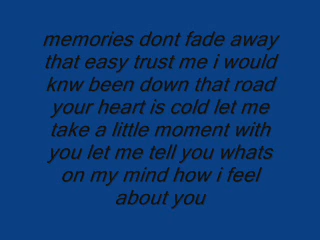 memories dont fade away
that easy trust me i would
knw been down that road
your heart is cold let me
take a little moment with
you let me tell you whats
on my mind how i feel
about you